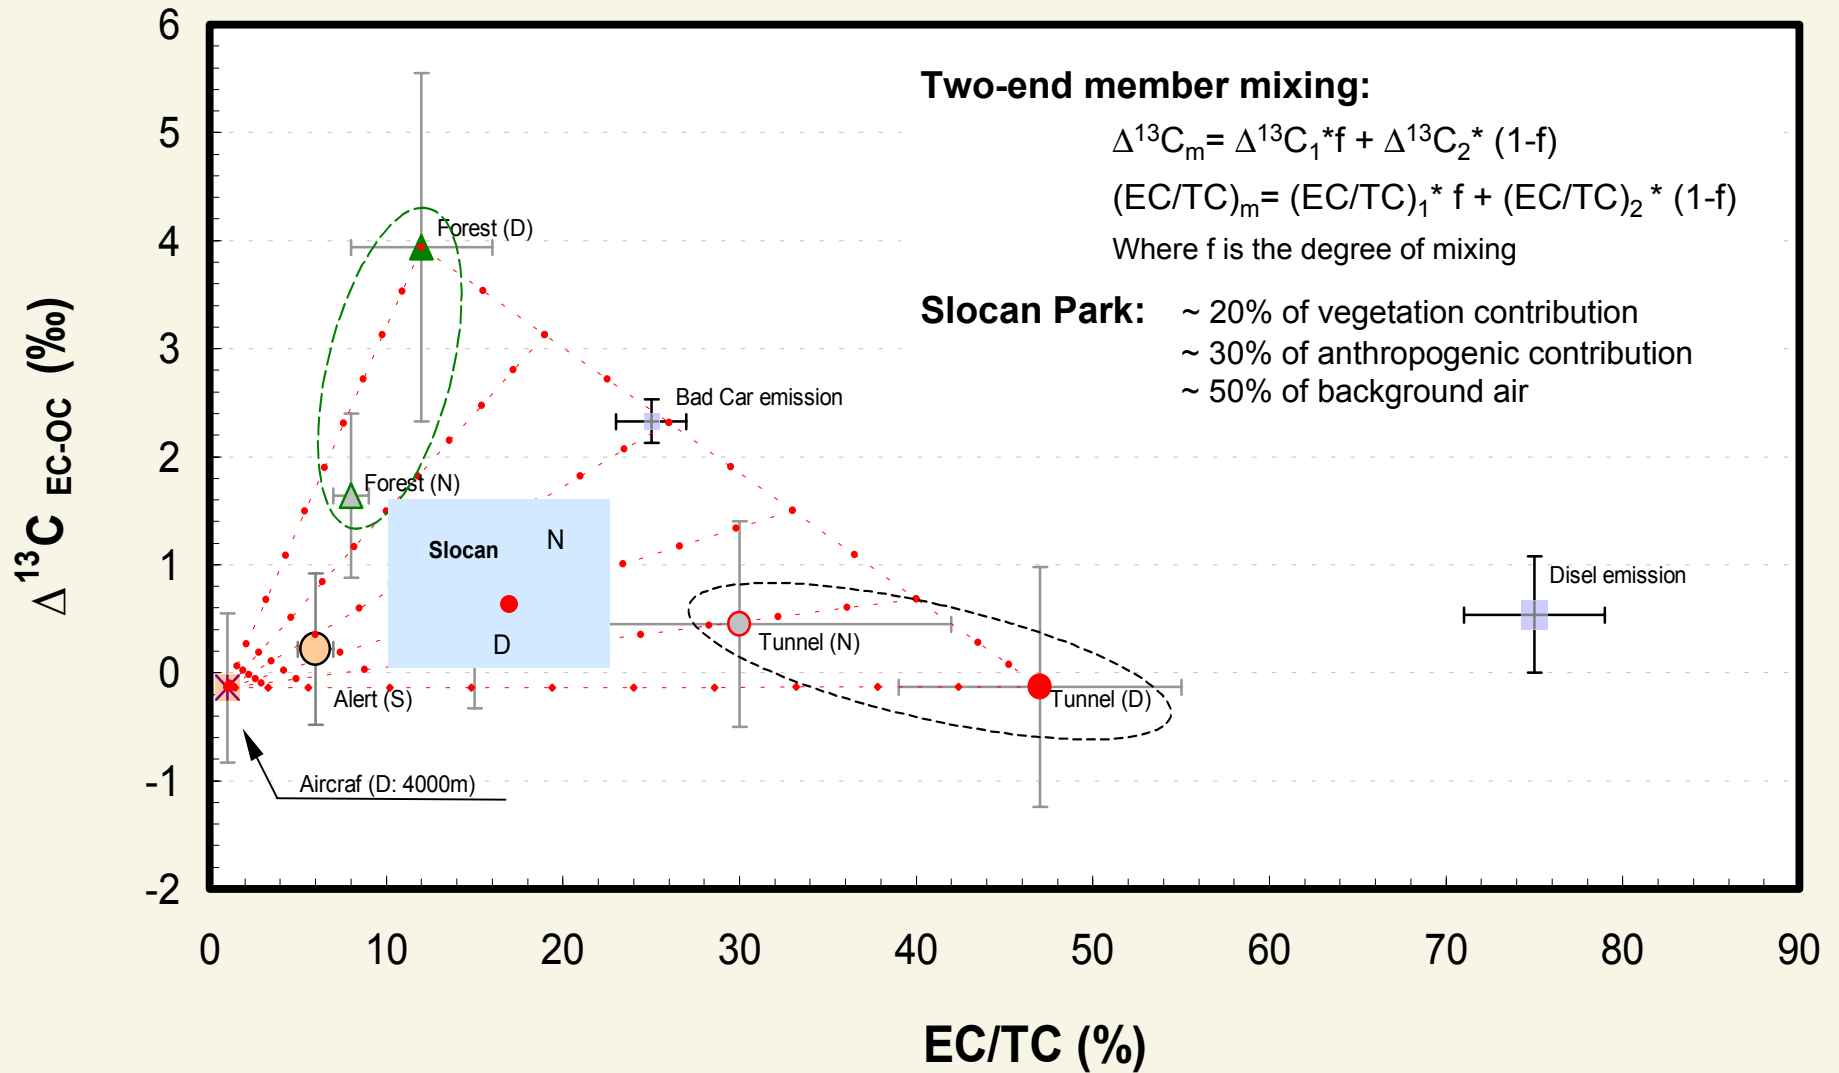 6
5
4
3
2
1
0
-1
-2
Δ ¹³C EC-OC (‰)
Two-end member mixing:
Δ¹³Cₘ= Δ¹³C₁*f + Δ¹³C₂* (1-f)
(EC/TC)ₘ= (EC/TC)₁* f + (EC/TC)₂ * (1-f)
Where f is the degree of mixing
Slocan Park: ~ 20% of vegetation contribution
~ 30% of anthropogenic contribution
~ 50% of background air
Forest (D)
Bad Car emission
Forest (N)
Slocan N
D
Disel emission
Tunnel (N)
Alert (S)
Tunnel (D)
Aircraf (D: 4000m)
0 10 20 30 40 50 60 70 80 90
EC/TC (%)